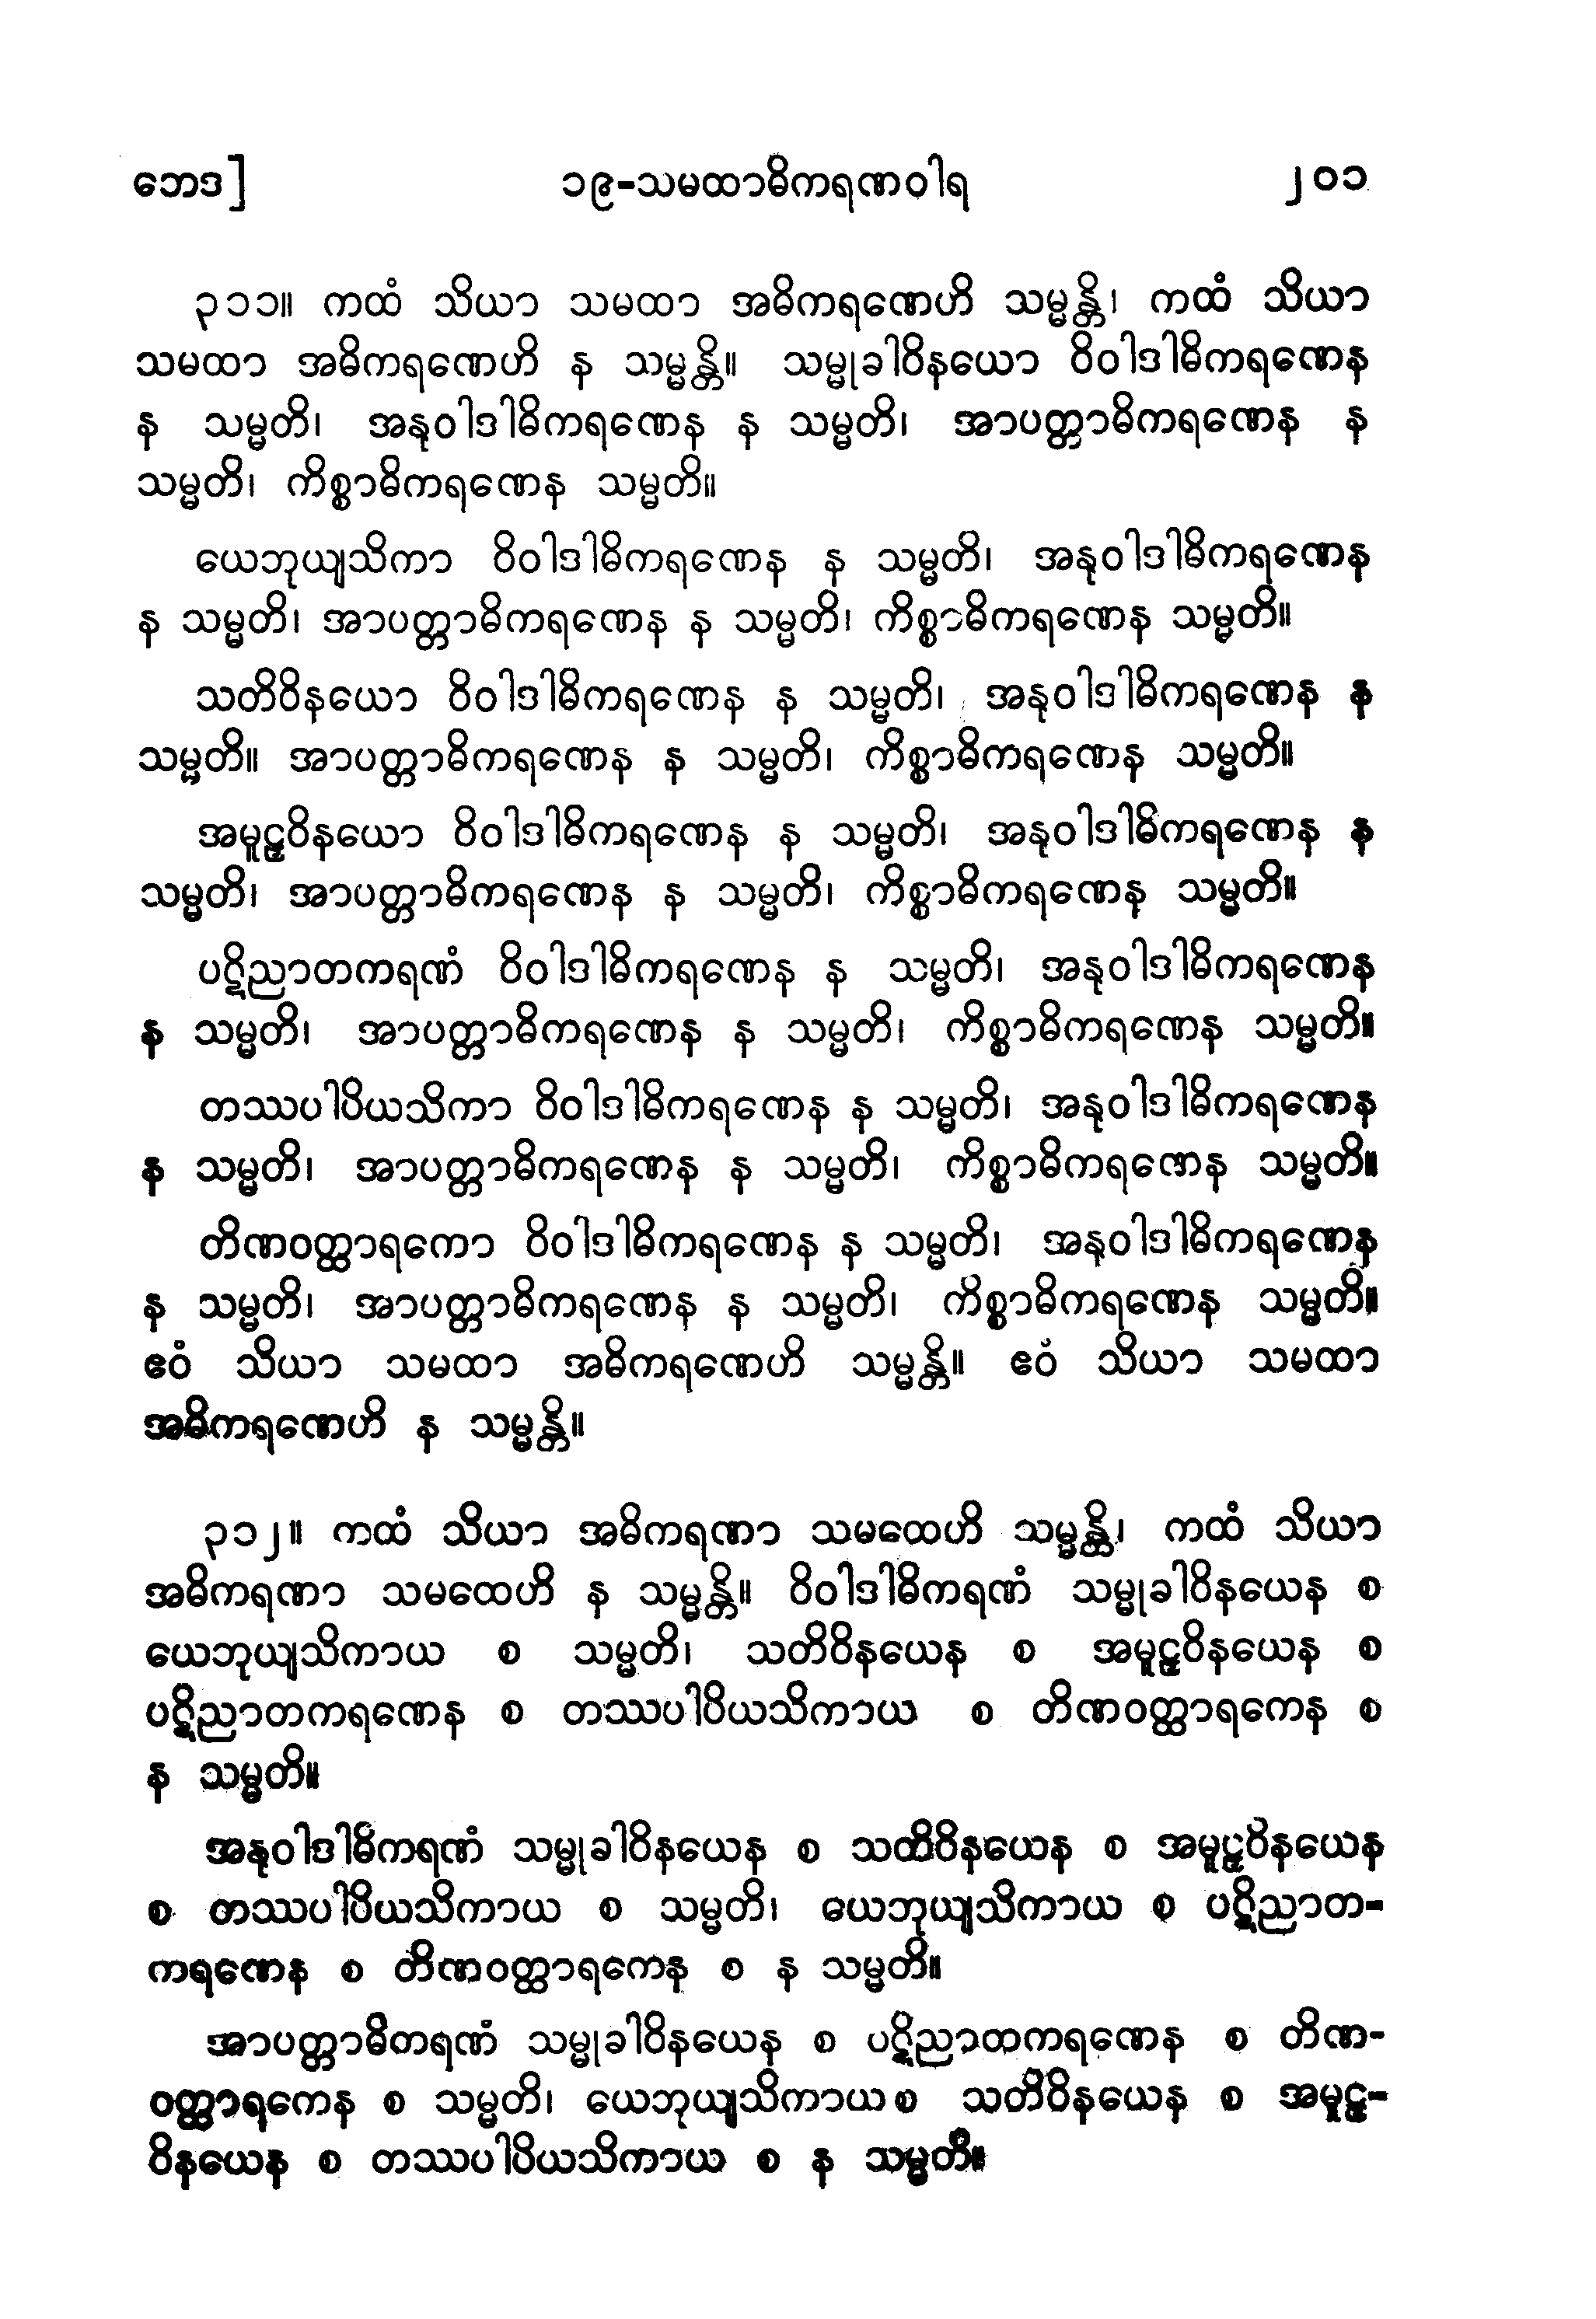 ဘေဒ] ၁၉-သမထာဓိကရဏဝါရ ၂၀၁
၃၁၁။ ကထံ သိယာ သမထာ အဓိကရဏေဟိ သမ္မန္တိ၊ ကထံ သိယာ
သမထာ အဓိကရဏေဟိ န သမ္မန္တိ။ သမ္မုခါဝိနယော ဝိဝါဒါဓိကရဏေန
န သမ္မတိ၊ အနုဝါဒါဓိကရဏေန န သမ္မတိ၊ အာပတ္တာဓိကရဏေန န
သမ္မတိ၊ ကိစ္စာဓိကရဏေန သမ္မတိ။
ယေဘုယျသိကာ ဝိဝါဒါဓိကရဏေန န သမ္မတိ၊ အနုဝါဒါဓိကရဏေန
န သမ္မတိ၊ အာပတ္တာဓိကရဏေန န သမ္မတိ၊ ကိစ္စာဓိကရဏေန သမ္မတိ။
သတိဝိနယော ဝိဝါဒါဓိကရဏေန န သမ္မတိ၊ အနုဝါဒါဓိကရဏေန န
သမ္မတိ။ အာပတ္တာဓိကရဏေန န သမ္မတိ၊ ကိစ္စာဓိကရဏေန သမ္မတိ။
အမူဠှဝိနယော ဝိဝါဒါဓိကရဏေန န သမ္မတိ၊ အနုဝါဒါဓိကရဏေန န
သမ္မတိ၊ အာပတ္တာဓိကရဏေန န သမ္မတိ၊ ကိစ္စာဓိကရဏေန သမ္မတိ။
ပဋိညာတကရဏံ ဝိဝါဒါဓိကရဏေန န သမ္မတိ၊ အနုဝါဒါဓိကရဏေန
န သမ္မတိ၊ အာပတ္တာဓိကရဏေန န သမ္မတိ၊ ကိစ္စာဓိကရဏေန သမ္မတိ။
တဿပါပိယသိကာ ဝိဝါဒါဓိကရဏေန န သမ္မတိ၊ အနုဝါဒါဓိကရဏေန
န သမ္မတိ၊ အာပတ္တာဓိကရဏေန န သမ္မတိ၊ ကိစ္စာဓိကရဏေန သမ္မတိ။
တိဏဝတ္ထာရကော ဝိဝါဒါဓိကရဏေန န သမ္မတိ၊ အနုဝါဒါဓိကရဏေန
န သမ္မတိ၊ အာပတ္တာဓိကရဏေန န သမ္မတိ၊ ကိစ္စာဓိကရဏေန သမ္မတိ။
ဧဝံ သိယာ သမထာ အဓိကရဏေဟိ သမ္မန္တိ။ ဧဝံ သိယာ သမထာ
အဓိကရဏေဟိ န သမ္မန္တိ။
၃၁၂။ ကထံ သိယာ အဓိကရဏာ သမထေဟိ သမ္မန္တိ၊ ကထံ သိယာ
အဓိကရဏာ သမထေဟိ န သမ္မန္တိ။ ဝိဝါဒါဓိကရဏံ သမ္မုခါဝိနယေန စ
ယေဘုယျသိကာယ စ သမ္မတိ၊ သတိဝိနယေန စ အမူဠှဝိနယေန စ
ပဋိညာတကရဏေန စ တဿပါပိယသိကာယ စ တိဏဝတ္ထာရကေန စ
န သမ္မတိ။
အနုဝါဒါဓိကရဏံ သမ္မုခါဝိနယေန စ သတိဝိနယေန စ အမူဠှဝိနယေန
စ တဿပါပိယသိကာယ စ သမ္မတိ၊ ယေဘုယျသိကာယ စ ပဋိညာတ-
ကရဏေန စ တိဏဝတ္ထာရကေန စ န သမ္မတိ။
အာပတ္တာဓိကရဏံ သမ္မုခါဝိနယေန စ ပဋိညာတကရဏေန စ တိဏ-
ဝတ္ထာရကေန စ သမ္မတိ၊ ယေဘုယျသိကာယ စ သတိဝိနယေန စ အမူဠှ-
ဝိနယေန စ တဿပါပိယသိကာယ စ န သမ္မတိ။